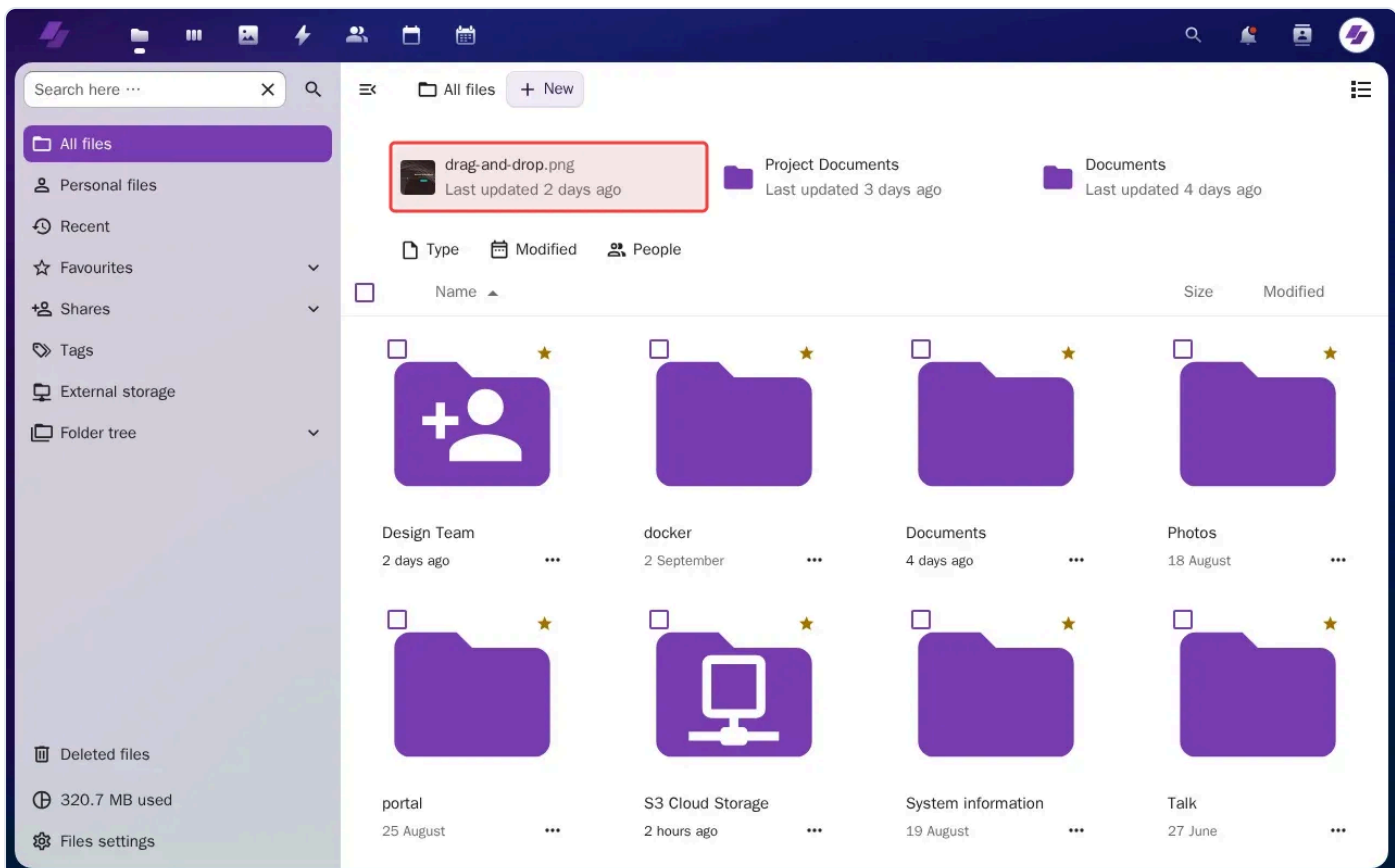 Search here ...
All files
+ New
All files
Personal files
Recent
Favourites
Shares
Tags
External storage
Folder tree
Deleted files
320.7 MB used
Files settings
drag-and-drop.png
Last updated 2 days ago
Project Documents
Last updated 3 days ago
Documents
Last updated 4 days ago
Type Modified People
Name Size Modified
Design Team
2 days ago
docker
2 September
Documents
4 days ago
Photos
18 August
portal
25 August
S3 Cloud Storage
2 hours ago
System information
19 August
Talk
27 June